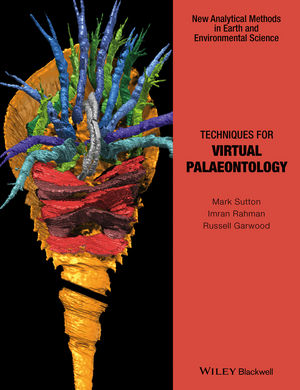 New Analytical Methods
in Earth and
Environmental Science
TECHNIQUES FOR
VIRTUAL
PALAEONTOLOGY
Mark Sutton
Imran Rahman
Russell Garwood
WILEY Blackwell